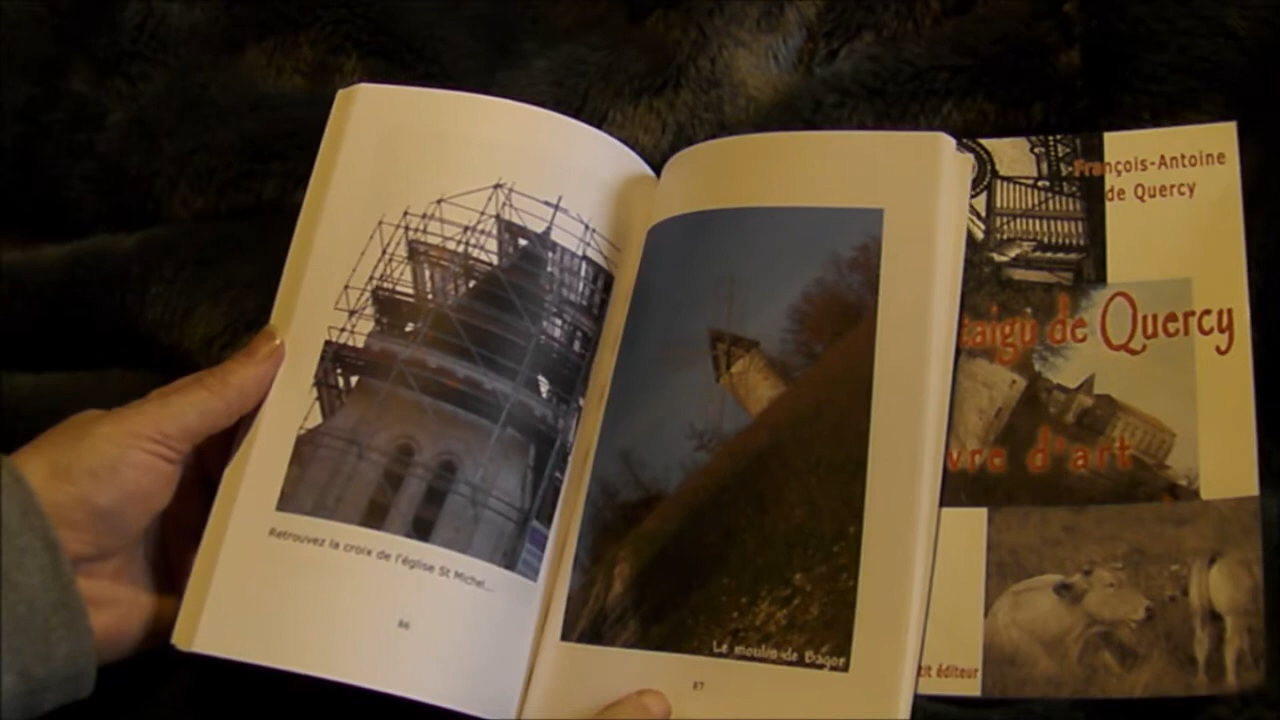 Retrouvez la croix de l'église St Michel...
86
Le moulin de Bagor
87
François-Antoine
de Quercy
taigu de Quercy
vre d'art
tit éditeur